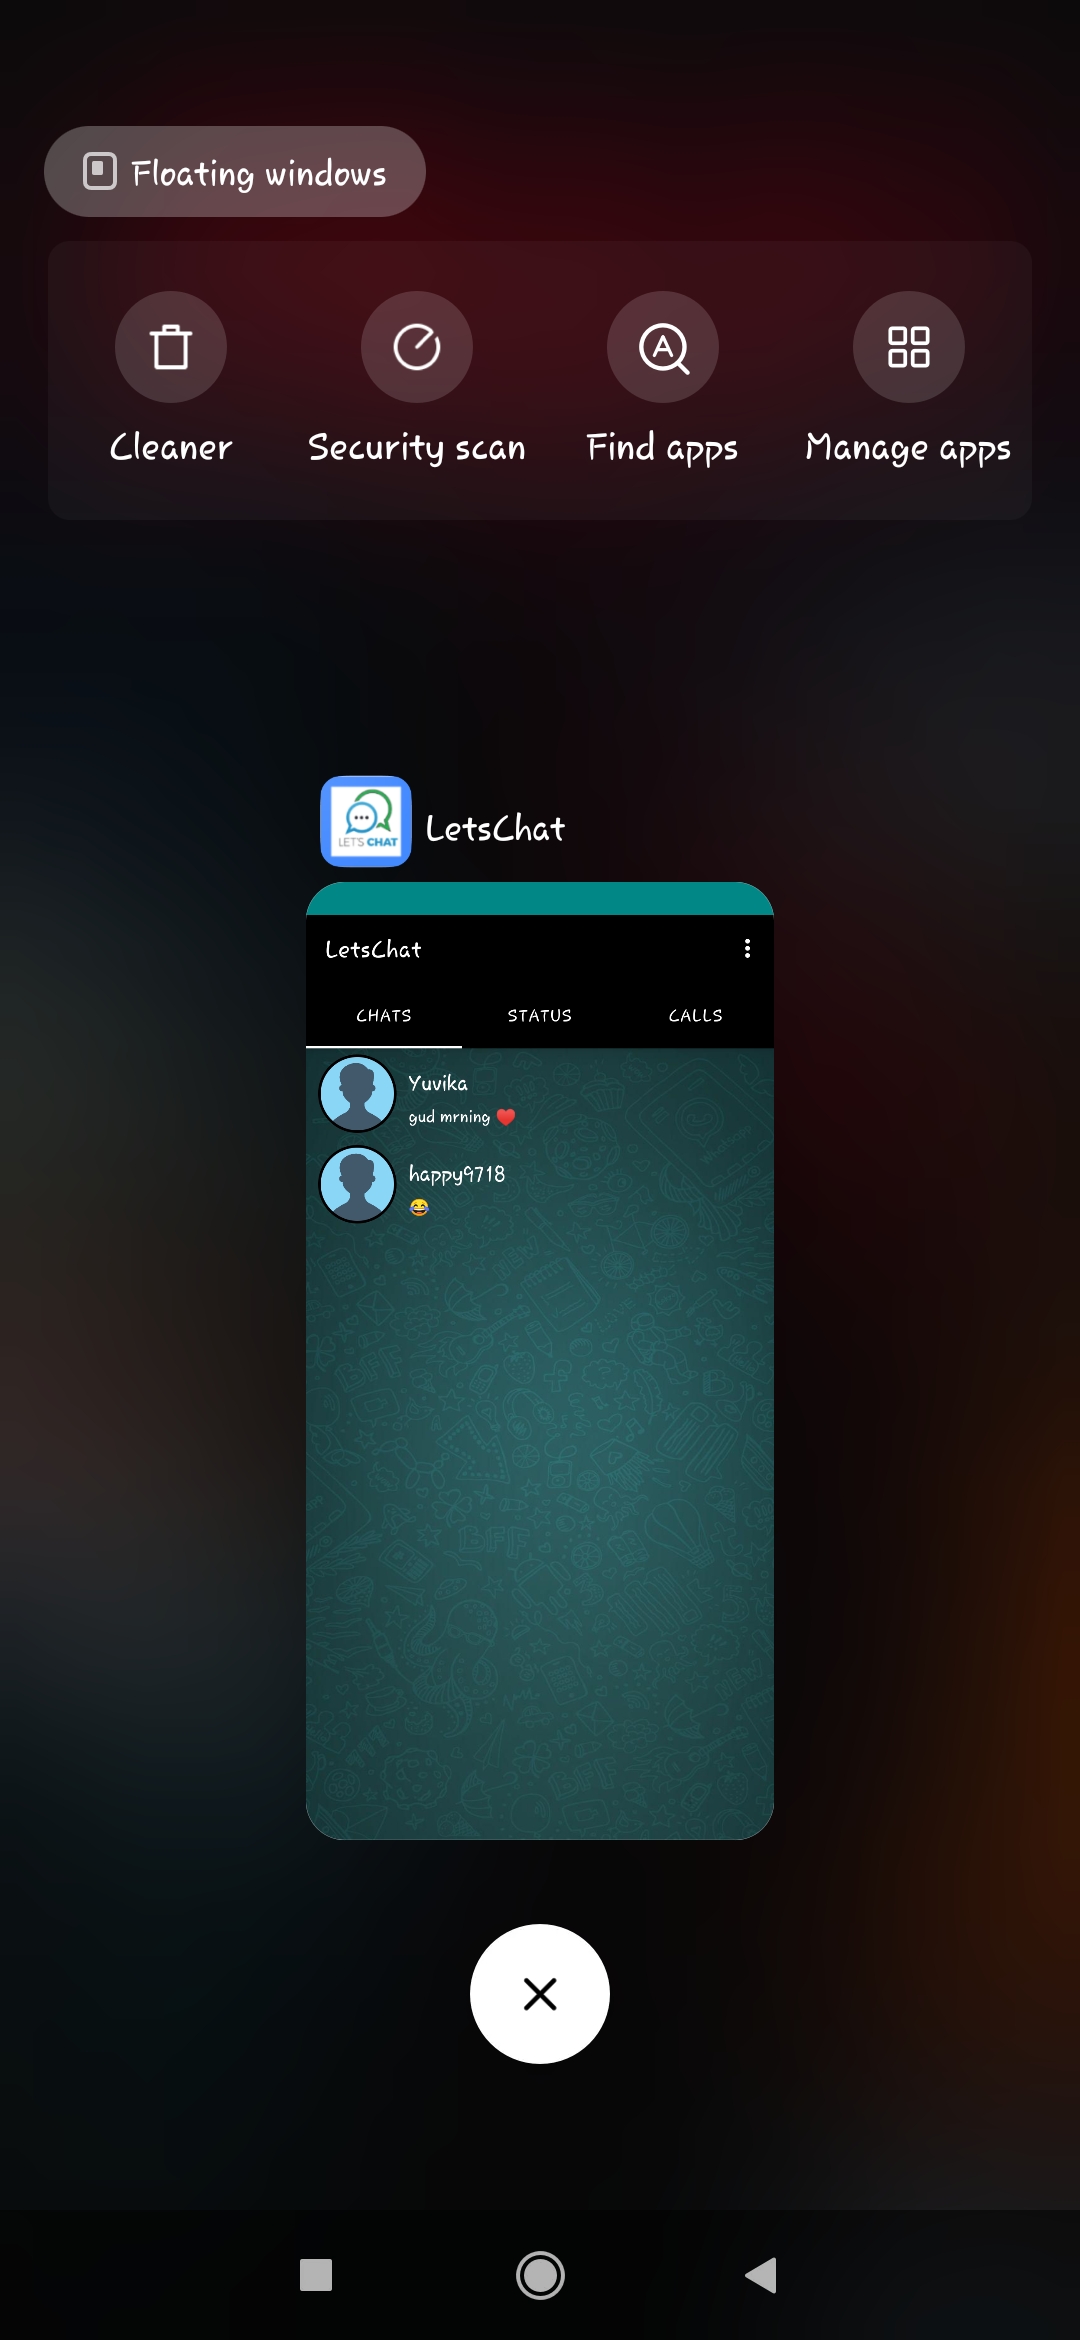 Floating windows
Cleaner
Security scan
Find apps
Manage apps
LET'S CHAT
LetsChat
LetsChat
CHATS
STATUS
CALLS
Yuvika
gud mrning ❤️
happy9718
😂